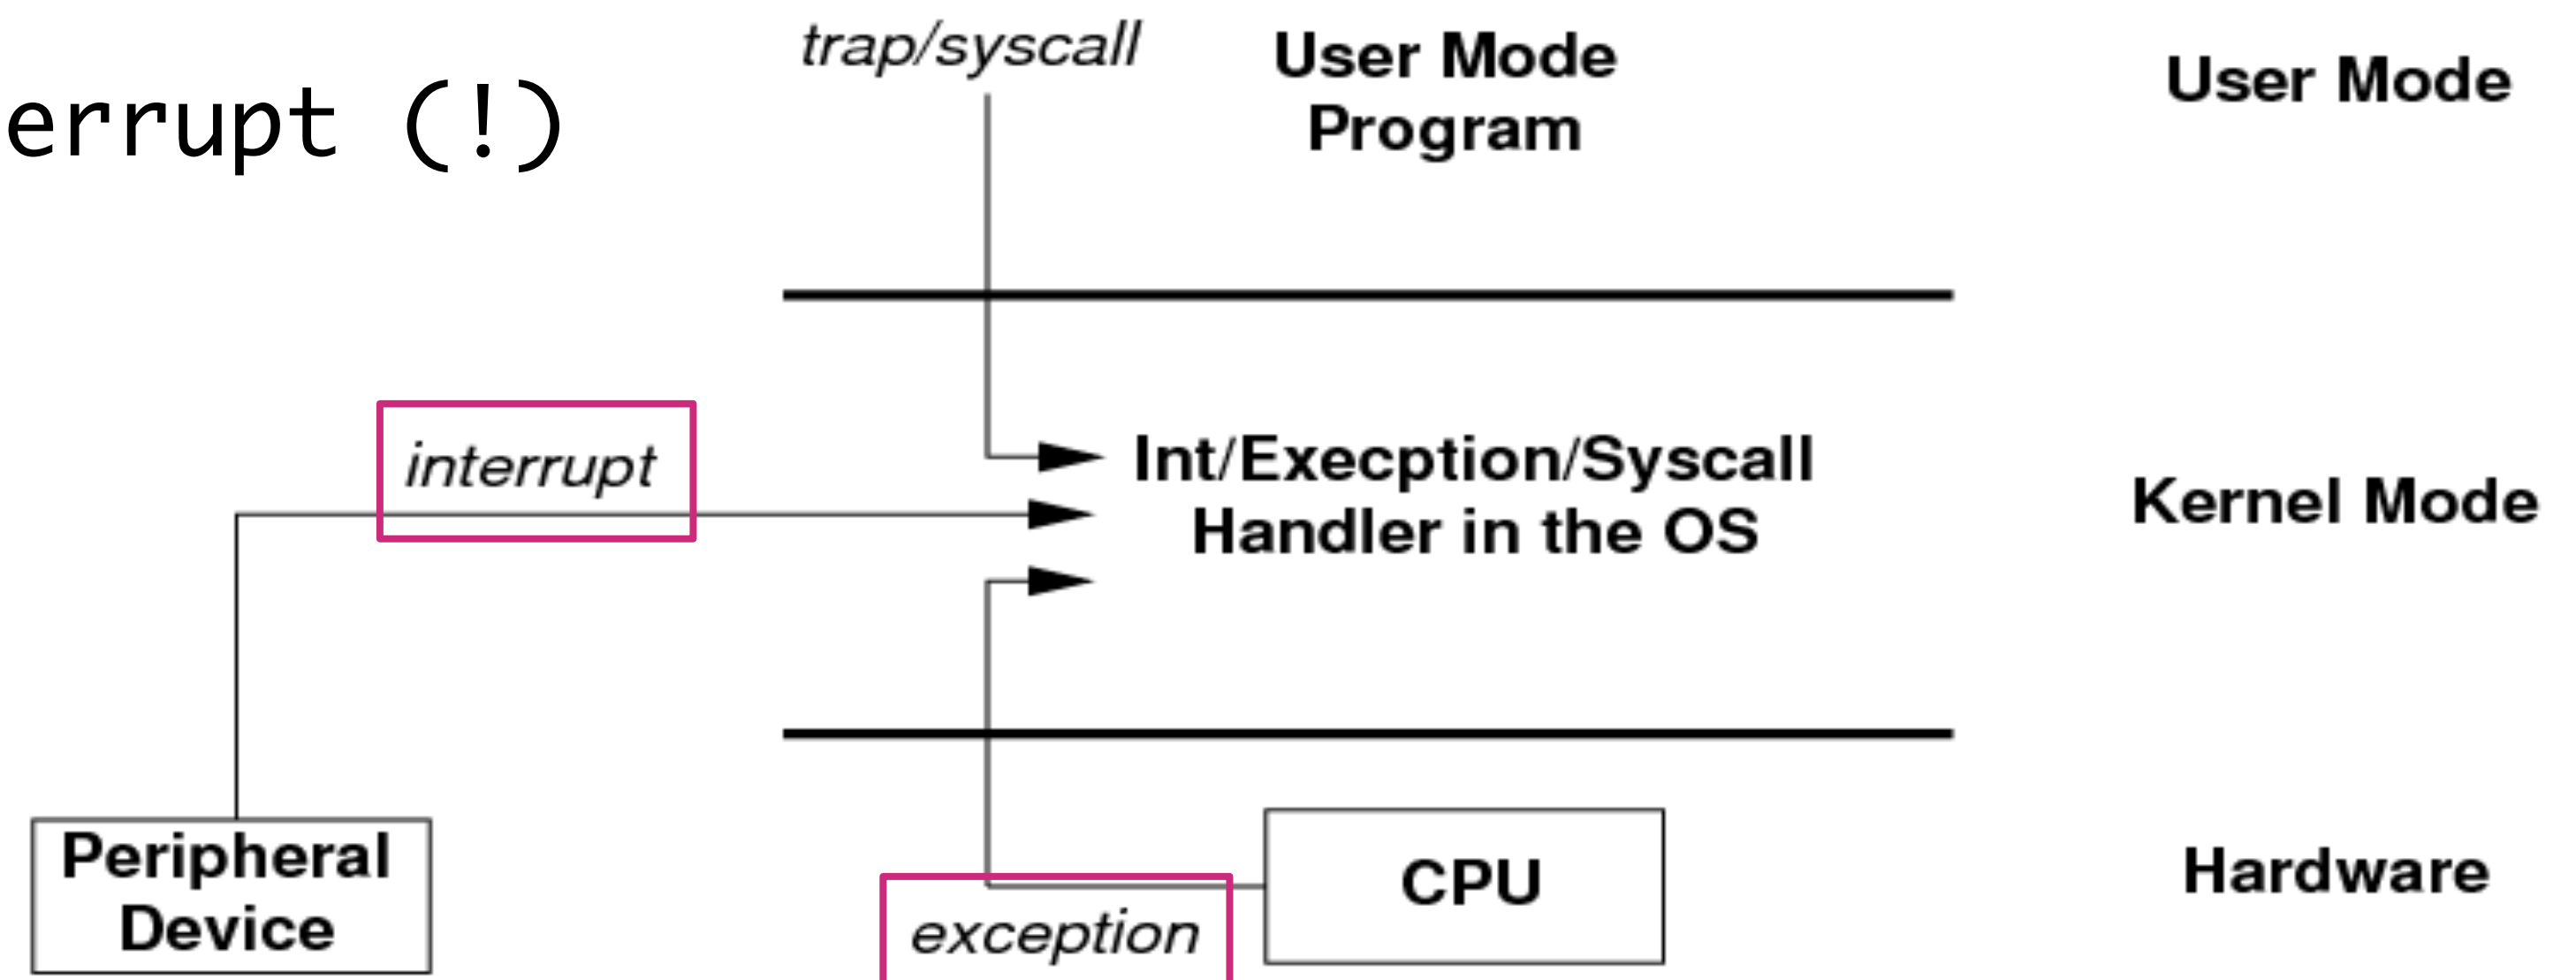 trap/syscall
User Mode
Program
User Mode
errupt (!)
interrupt
Int/Execption/Syscall
Handler in the OS
Kernel Mode
Peripheral
Device
exception
CPU
Hardware